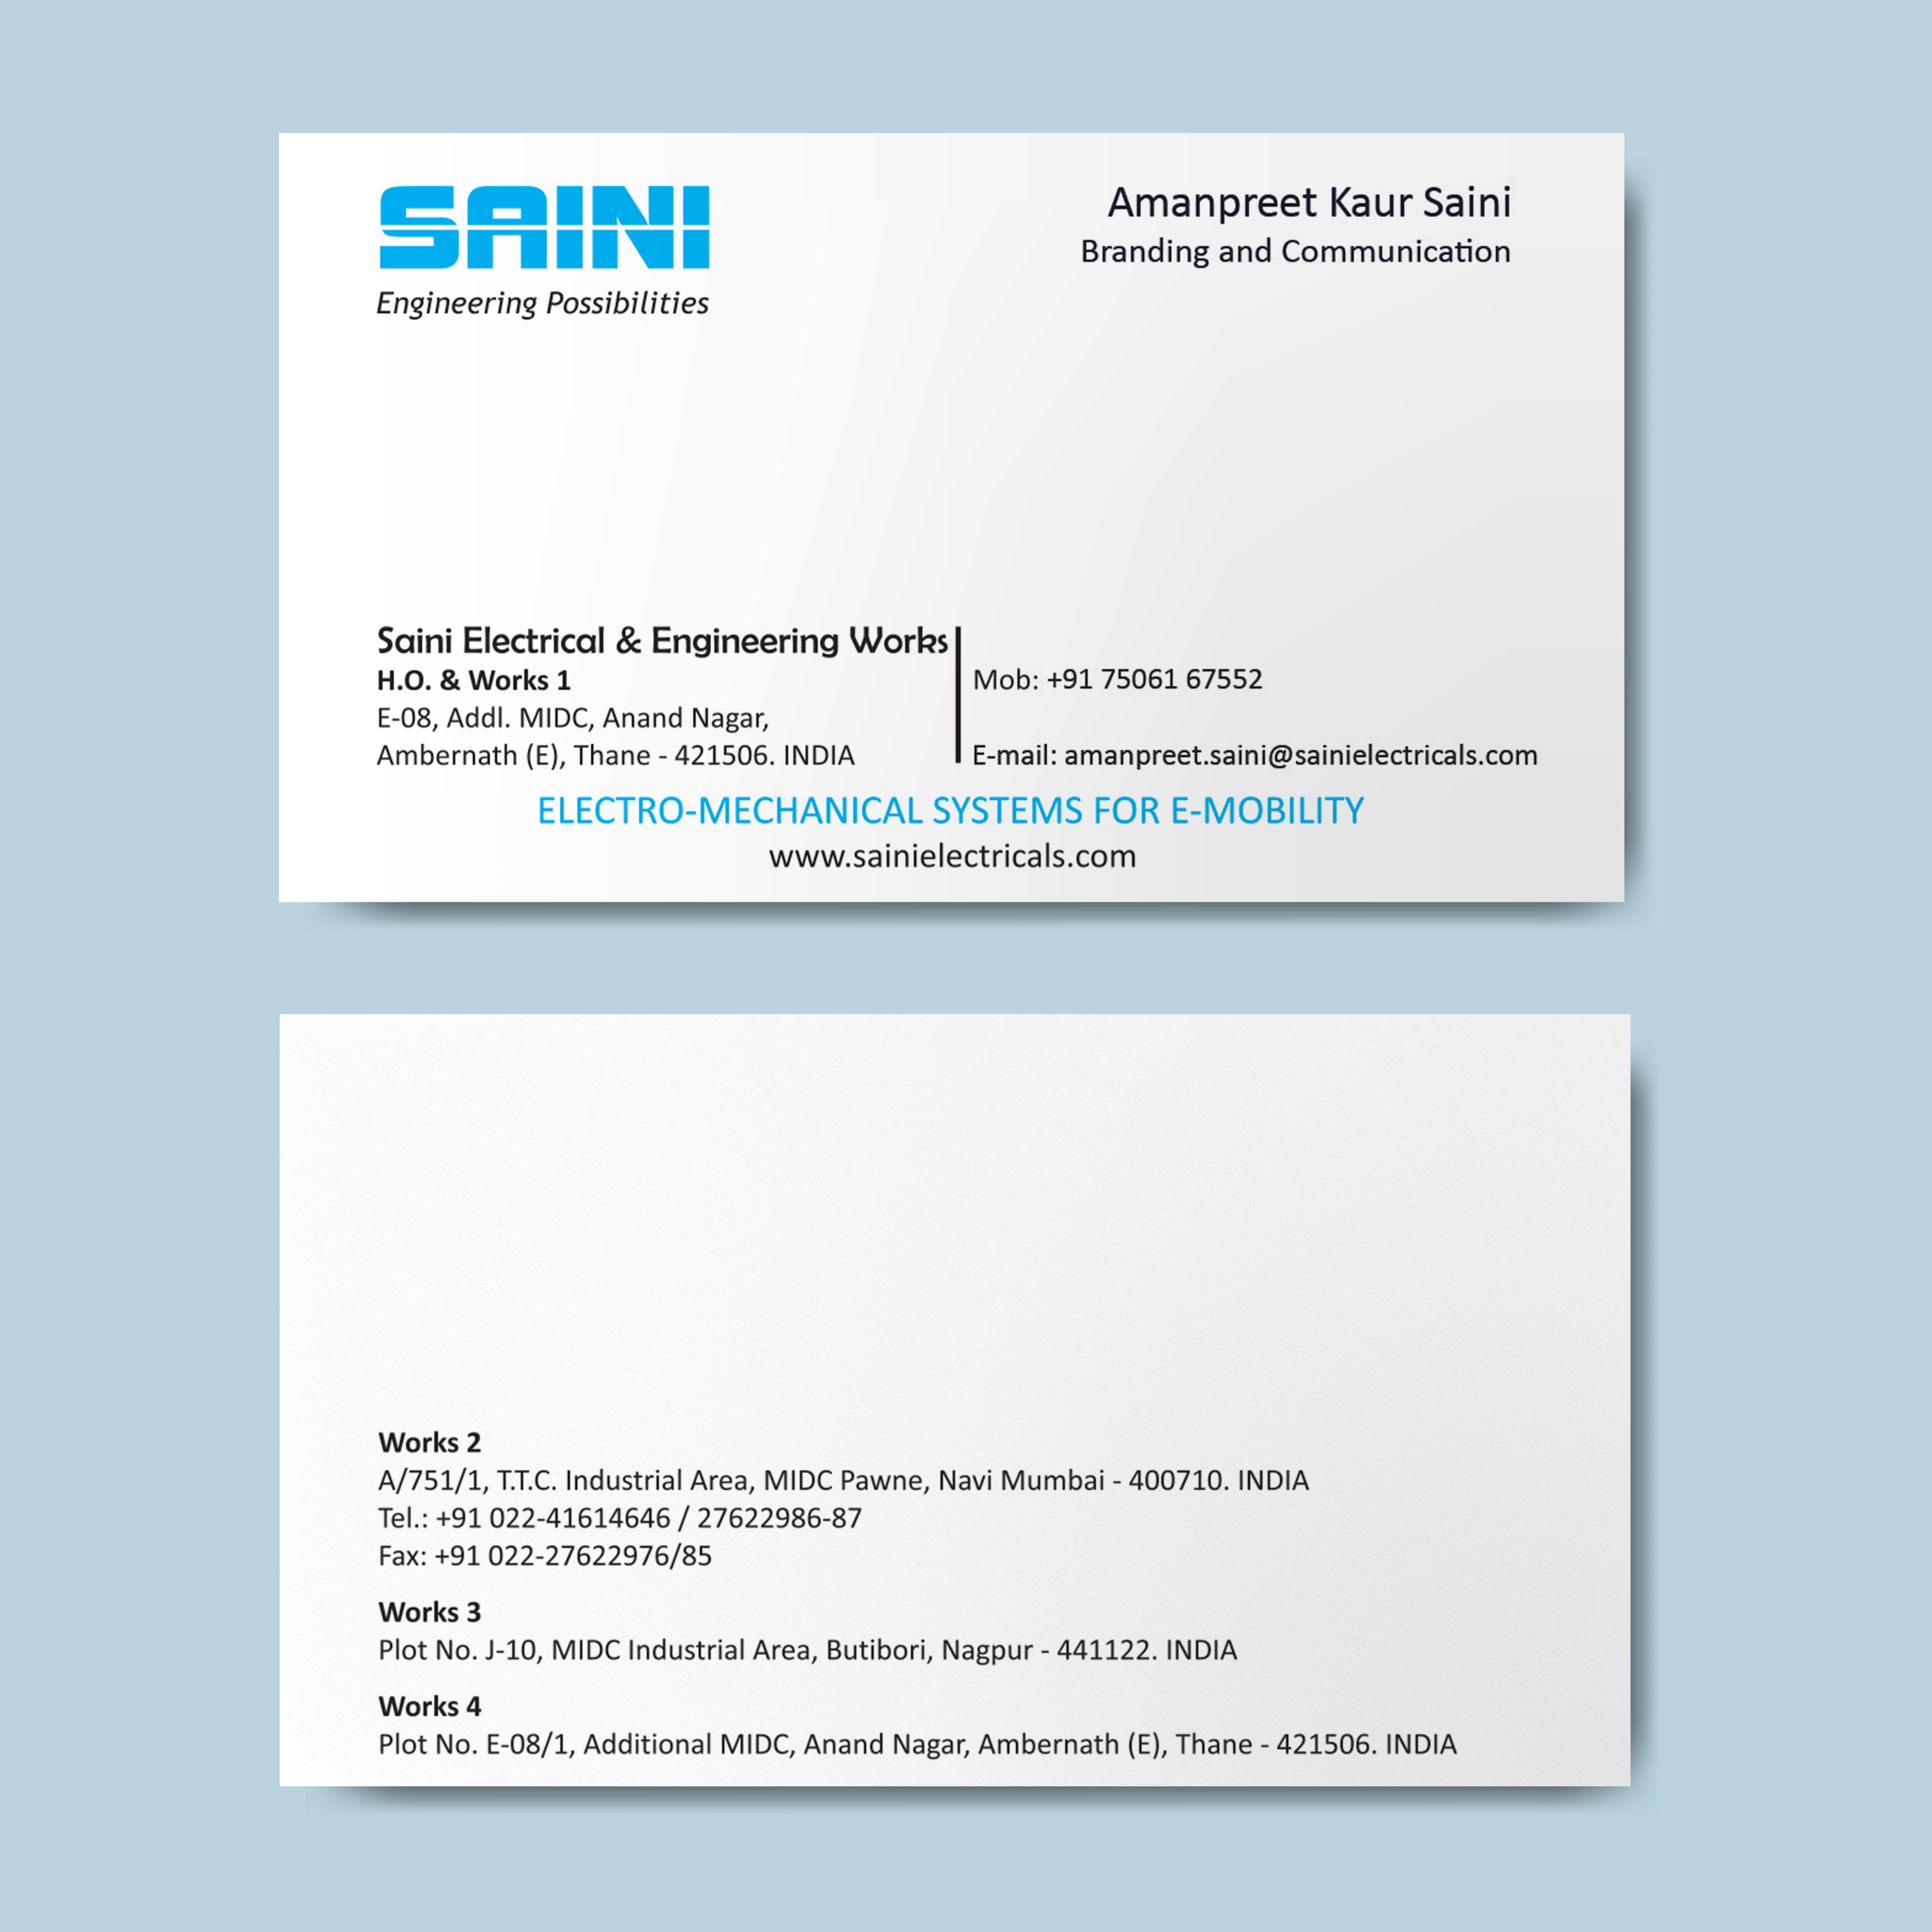 SAINI
Engineering Possibilities
Amanpreet Kaur Saini
Branding and Communication
Saini Electrical & Engineering Works
H.O. & Works 1
E-08, Addl. MIDC, Anand Nagar,
Ambernath (E), Thane - 421506. INDIA
Mob: +91 75061 67552
E-mail: amanpreet.saini@sainielectricals.com
ELECTRO-MECHANICAL SYSTEMS FOR E-MOBILITY
www.sainielectricals.com
Works 2
A/751/1, T.T.C. Industrial Area, MIDC Pawne, Navi Mumbai - 400710. INDIA
Tel.: +91 022-41614646 / 27622986-87
Fax: +91 022-27622976/85
Works 3
Plot No. J-10, MIDC Industrial Area, Butibori, Nagpur - 441122. INDIA
Works 4
Plot No. E-08/1, Additional MIDC, Anand Nagar, Ambernath (E), Thane - 421506. INDIA